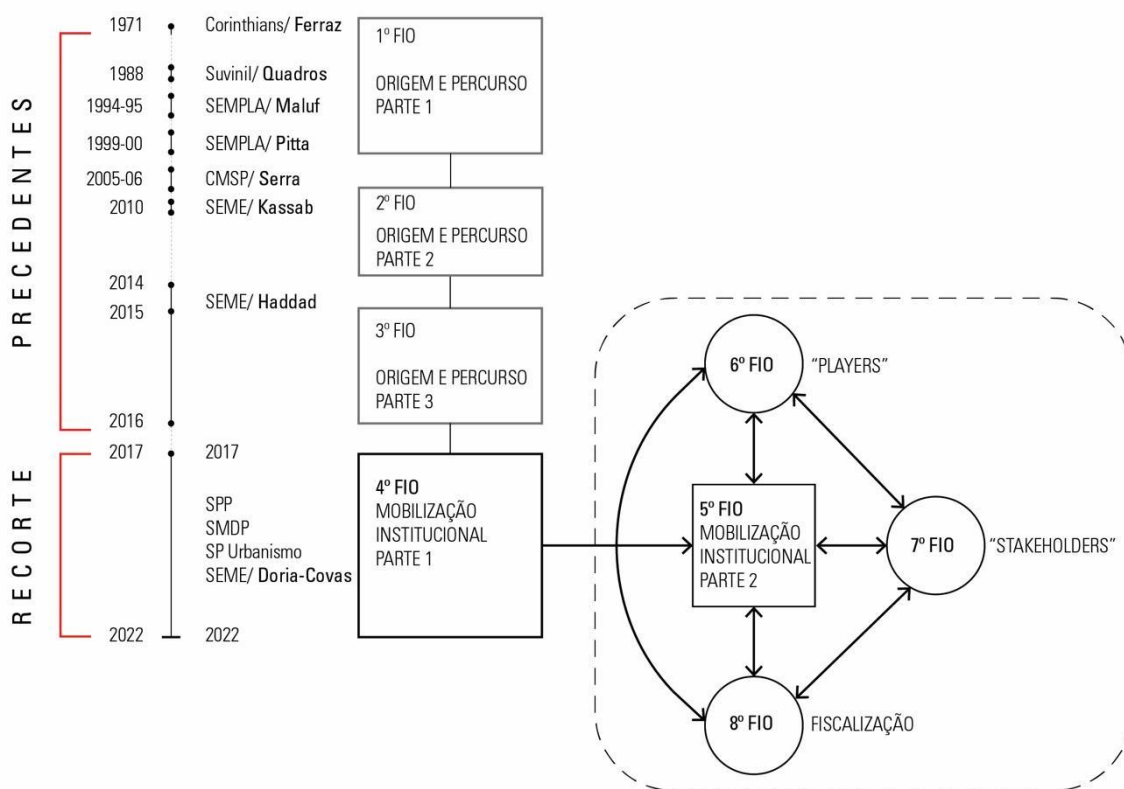 PRECEDENTES
1971 Corinthians/ Ferraz
1988 Suvinil/ Quadros
1994-95 SEMPLA/ Maluf
1999-00 SEMPLA/ Pitta
2005-06 CMSP/ Serra
2010 SEME/ Kassab
2014
SEME/ Haddad
2015
2016
RECORTE
2017 2017
SPP
SMDP
SP Urbanismo
SEME/ Doria-Covas
2022 2022
1º FIO
ORIGEM E PERCURSO
PARTE 1
2º FIO
ORIGEM E PERCURSO
PARTE 2
3º FIO
ORIGEM E PERCURSO
PARTE 3
4º FIO
MOBILIZAÇÃO
INSTITUCIONAL
PARTE 1
6º FIO "PLAYERS"
5º FIO
MOBILIZAÇÃO
INSTITUCIONAL
PARTE 2
7º FIO "STAKEHOLDERS"
8º FIO FISCALIZAÇÃO